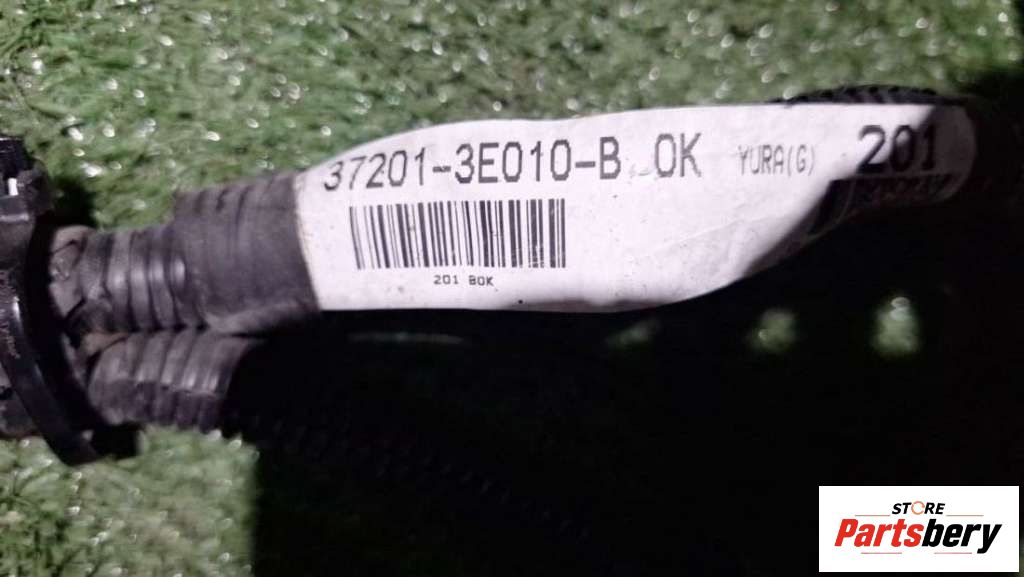 37201-3E010-B OK YURA(G) 201
201 BOK
STORE
Partsbery